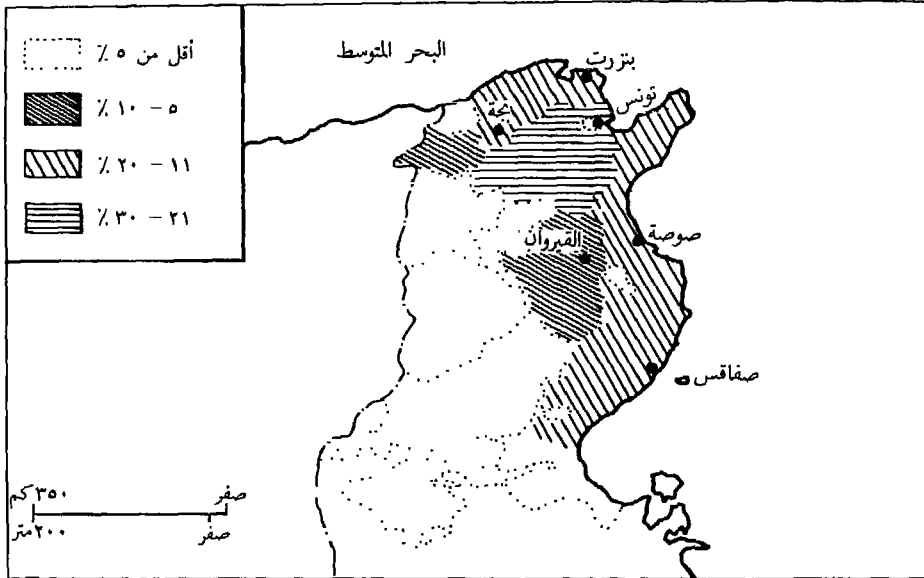 أقل من ٥ ٪
٥ - ١٠ ٪
١١ - ٢٠ ٪
٢١ - ٣٠ ٪
البحر المتوسط
بنزرت
تونس
بجة
صوصة
القيروان
صفاقس
صفر ٣٥٠ كم
صفر ٢٠٠ متر